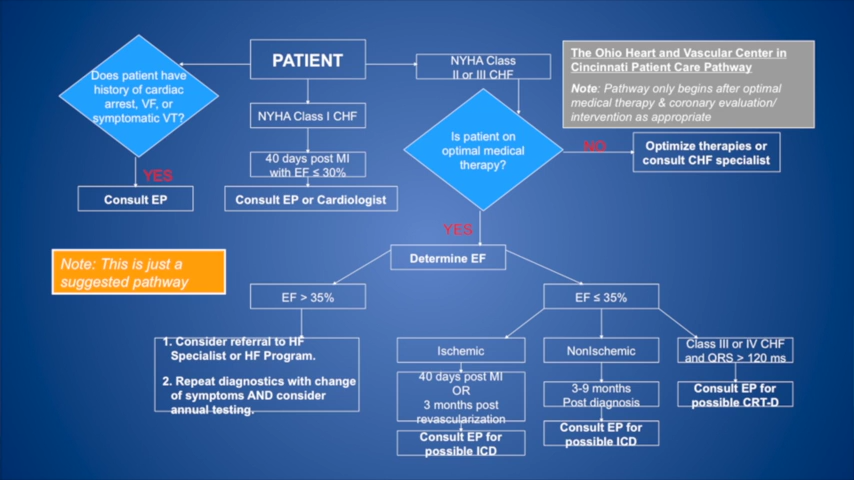 PATIENT
NYHA Class
II or III CHF
The Ohio Heart and Vascular Center in
Cincinnati Patient Care Pathway
Note: Pathway only begins after optimal
medical therapy & coronary evaluation/
intervention as appropriate
Does patient have
history of cardiac
arrest, VF, or
symptomatic VT?
NYHA Class I CHF
Is patient on
optimal medical
therapy?
NO
Optimize therapies or
consult CHF specialist
40 days post MI
with EF ≤ 30%
YES
Consult EP
Consult EP or Cardiologist
YES
Determine EF
Note: This is just a
suggested pathway
EF > 35%
EF ≤ 35%
1. Consider referral to HF
Specialist or HF Program.
2. Repeat diagnostics with change
of symptoms AND consider
annual testing.
Ischemic
NonIschemic
Class III or IV CHF
and QRS > 120 ms
40 days post MI
OR
3 months post
revascularization
3-9 months
Post diagnosis
Consult EP for
possible CRT-D
Consult EP for
possible ICD
Consult EP for
possible ICD